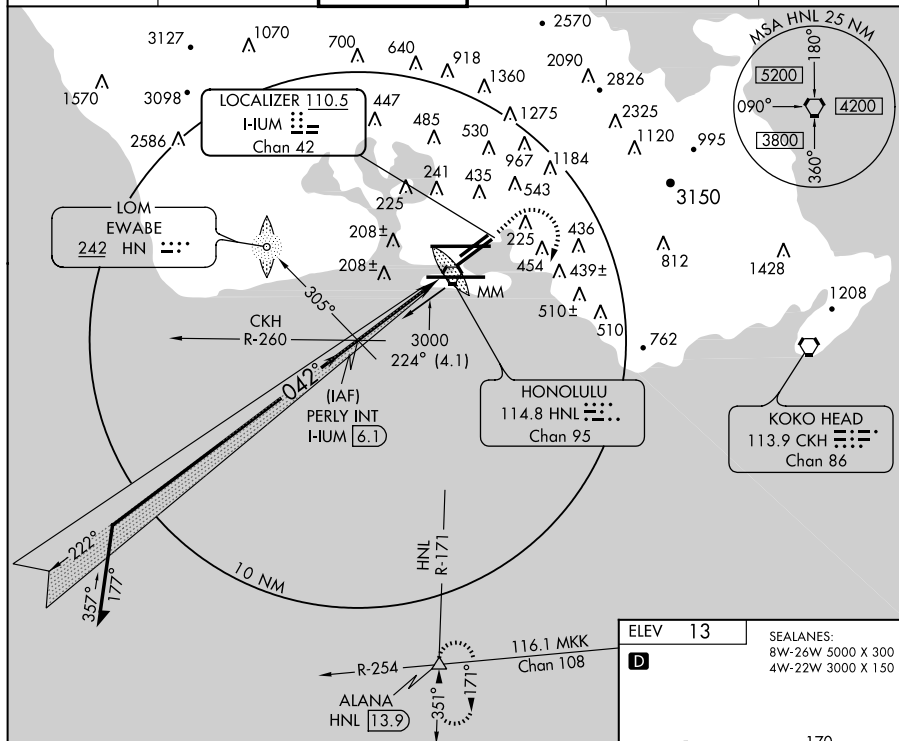 2570
3127
1070
700
640
918
2090
MSA HNL 25 NM
180°
5200
090°
4200
3800
360°
1570
3098
1360
2826
LOCALIZER 110.5
I-IUM
Chan 42
447
1275
2325
2586
485
530
967
1120
995
1184
241
435
543
3150
225
LOM
EWABE
242 HN
208±
225
436
454
812
1428
208±
439±
MM
510±
510
305°
1208
CKH
R-260
3000
224° (4.1)
762
042°
(IAF)
PERLY INT
I-IUM 6.1
HONOLULU
114.8 HNL
Chan 95
KOKO HEAD
113.9 CKH
Chan 86
222°
357°
177°
10 NM
HNL
R-171
R-254
116.1 MKK
Chan 108
ALANA
HNL 13.9
351°
171°
ELEV 13
D
SEALANES:
8W-26W 5000 X 300
4W-22W 3000 X 150
170